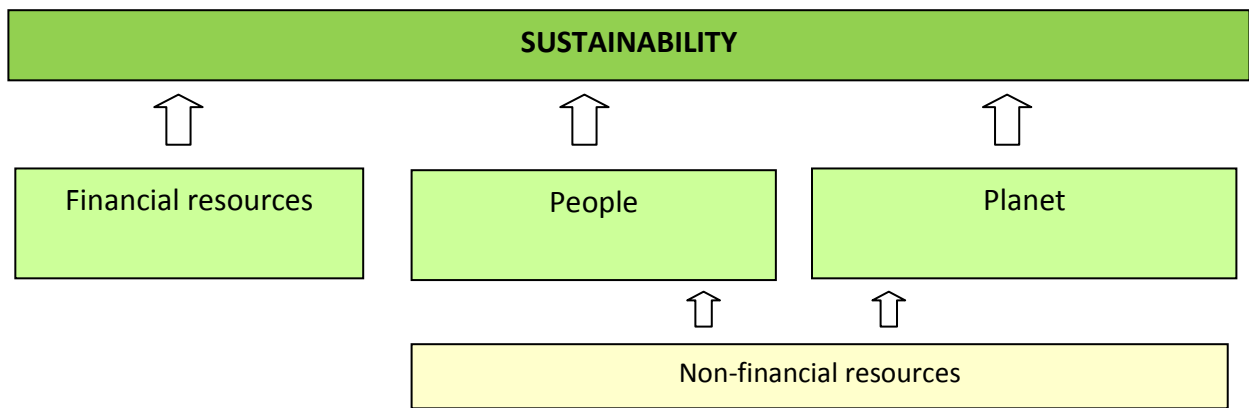 SUSTAINABILITY
Financial resources
People
Planet
Non-financial resources